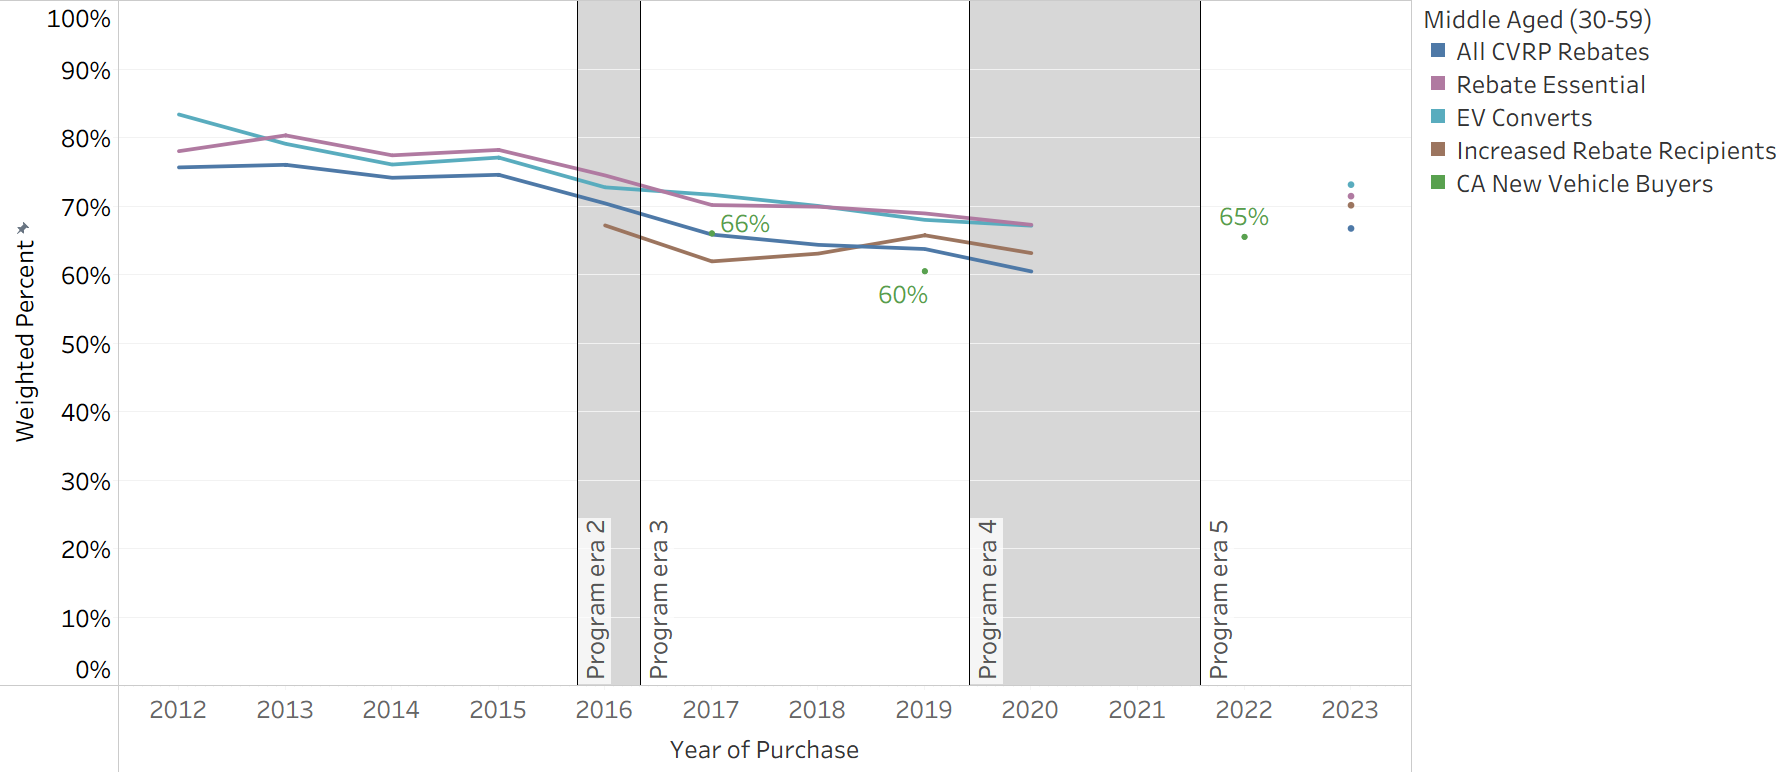 100%
90%
80%
70%
60%
50%
40%
30%
20%
10%
0%
Weighted Percent
66%
60%
65%
Program era 2
Program era 3
Program era 4
Program era 5
2012 2013 2014 2015 2016 2017 2018 2019 2020 2021 2022 2023
Year of Purchase
Middle Aged (30-59)
All CVRP Rebates
Rebate Essential
EV Converts
Increased Rebate Recipients
CA New Vehicle Buyers